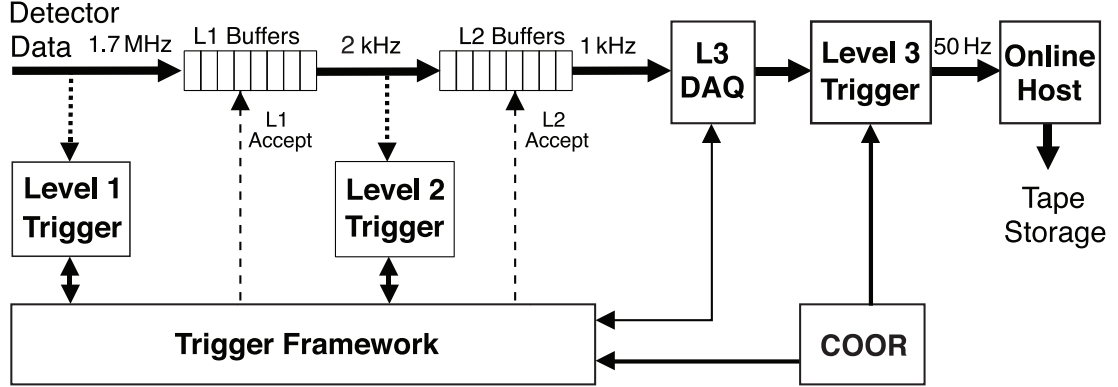 Detector
Data
1.7 MHz
L1 Buffers
2 kHz
L2 Buffers
1 kHz
L3
DAQ
Level 3
Trigger
50 Hz
Online
Host
L1
Accept
L2
Accept
Level 1
Trigger
Level 2
Trigger
Tape
Storage
Trigger Framework
COOR